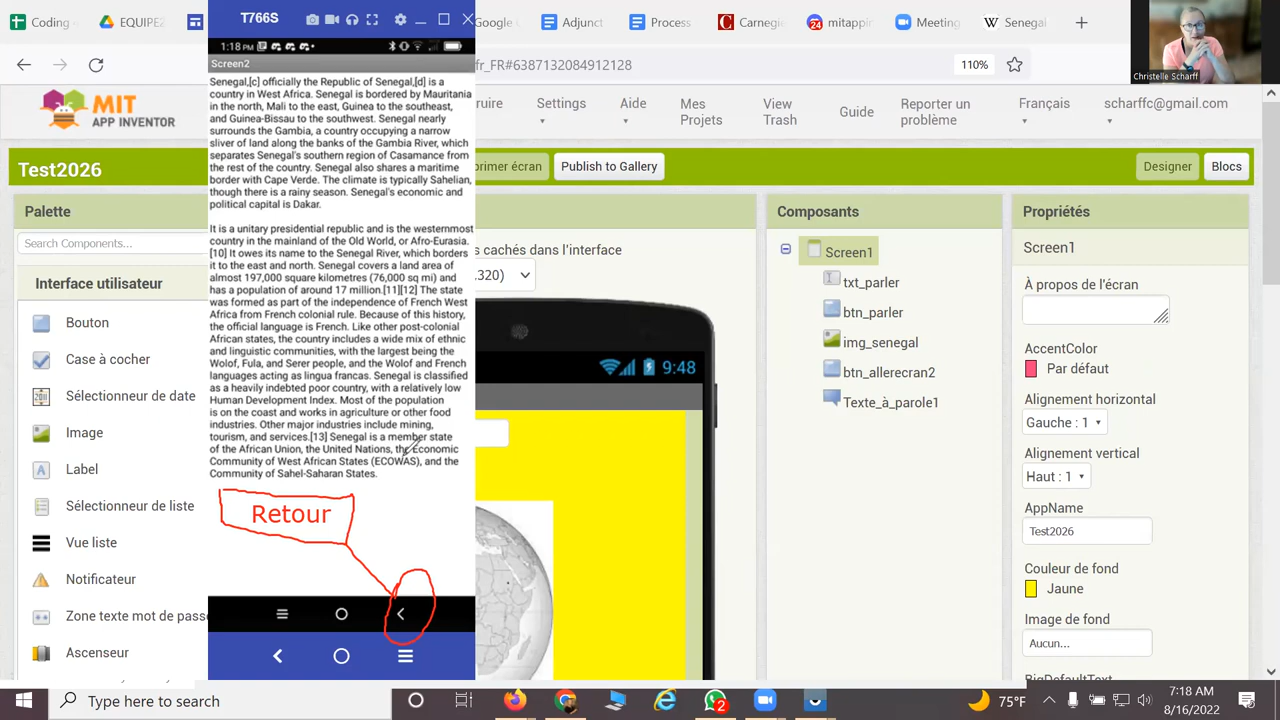 Coding
EQUIPE2
T766S
Google
Adjunct
Process
Carnegie
mitappin
Meeting
Senegal
fr_FR#6387132084912128
110%
Christelle Scharff
MIT
APP INVENTOR
Settings
Aide
Mes Projets
View Trash
Guide
Reporter un problème
Français
scharffc@gmail.com
Test2026
primer écran
Publish to Gallery
Designer
Blocs
Palette
Search Components...
Interface utilisateur
Bouton
Case à cocher
Sélectionneur de date
Image
Label
Sélectionneur de liste
Vue liste
Notificateur
Zone texte mot de passe
Ascenseur
1:18 PM
Screen2
Senegal,[c] officially the Republic of Senegal,[d] is a
country in West Africa. Senegal is bordered by Mauritania
in the north, Mali to the east, Guinea to the southeast,
and Guinea-Bissau to the southwest. Senegal nearly
surrounds the Gambia, a country occupying a narrow
sliver of land along the banks of the Gambia River, which
separates Senegal's southern region of Casamance from
the rest of the country. Senegal also shares a maritime
border with Cape Verde. The climate is typically Sahelian,
though there is a rainy season. Senegal's economic and
political capital is Dakar.
It is a unitary presidential republic and is the westernmost
country in the mainland of the Old World, or Afro-Eurasia.
[10] It owes its name to the Senegal River, which borders
it to the east and north. Senegal covers a land area of
almost 197,000 square kilometres (76,000 sq mi) and
has a population of around 17 million.[11][12] The state
was formed as part of the independence of French West
Africa from French colonial rule. Because of this history,
the official language is French. Like other post-colonial
African states, the country includes a wide mix of ethnic
and linguistic communities, with the largest being the
Wolof, Fula, and Serer people, and the Wolof and French
languages acting as lingua francas. Senegal is classified
as a heavily indebted poor country, with a relatively low
Human Development Index. Most of the population
is on the coast and works in agriculture or other food
industries. Other major industries include mining,
tourism, and services.[13] Senegal is a member state
of the African Union, the United Nations, the Economic
Community of West African States (ECOWAS), and the
Community of Sahel-Saharan States.
Retour
s cachés dans l'interface
,320)
9:48
Composants
Screen1
txt_parler
btn_parler
img_senegal
btn_allerecran2
Texte_à_parole1
Propriétés
Screen1
À propos de l'écran
AccentColor
Par défaut
Alignement horizontal
Gauche : 1
Alignement vertical
Haut : 1
AppName
Test2026
Couleur de fond
Jaune
Image de fond
Aucun...
BigDefaultText
Type here to search
2
75°F
7:18 AM
8/16/2022